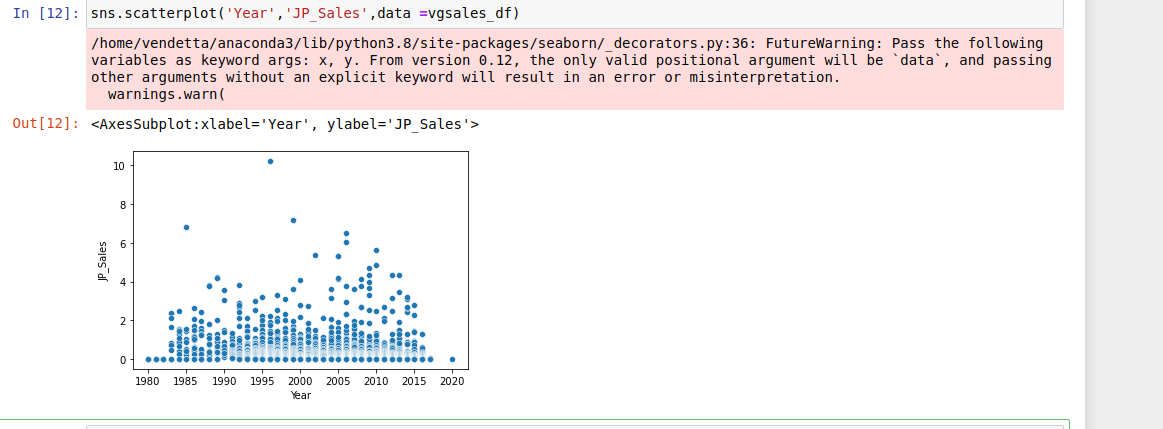 In [12]: sns.scatterplot('Year','JP_Sales',data =vgsales_df)
/home/vendetta/anaconda3/lib/python3.8/site-packages/seaborn/_decorators.py:36: FutureWarning: Pass the following
variables as keyword args: x, y. From version 0.12, the only valid positional argument will be `data`, and passing
other arguments without an explicit keyword will result in an error or misinterpretation.
warnings.warn(
Out[12]: <AxesSubplot:xlabel='Year', ylabel='JP_Sales'>
10
8
6
4
2
0
JP_Sales
1980 1985 1990 1995 2000 2005 2010 2015 2020
Year